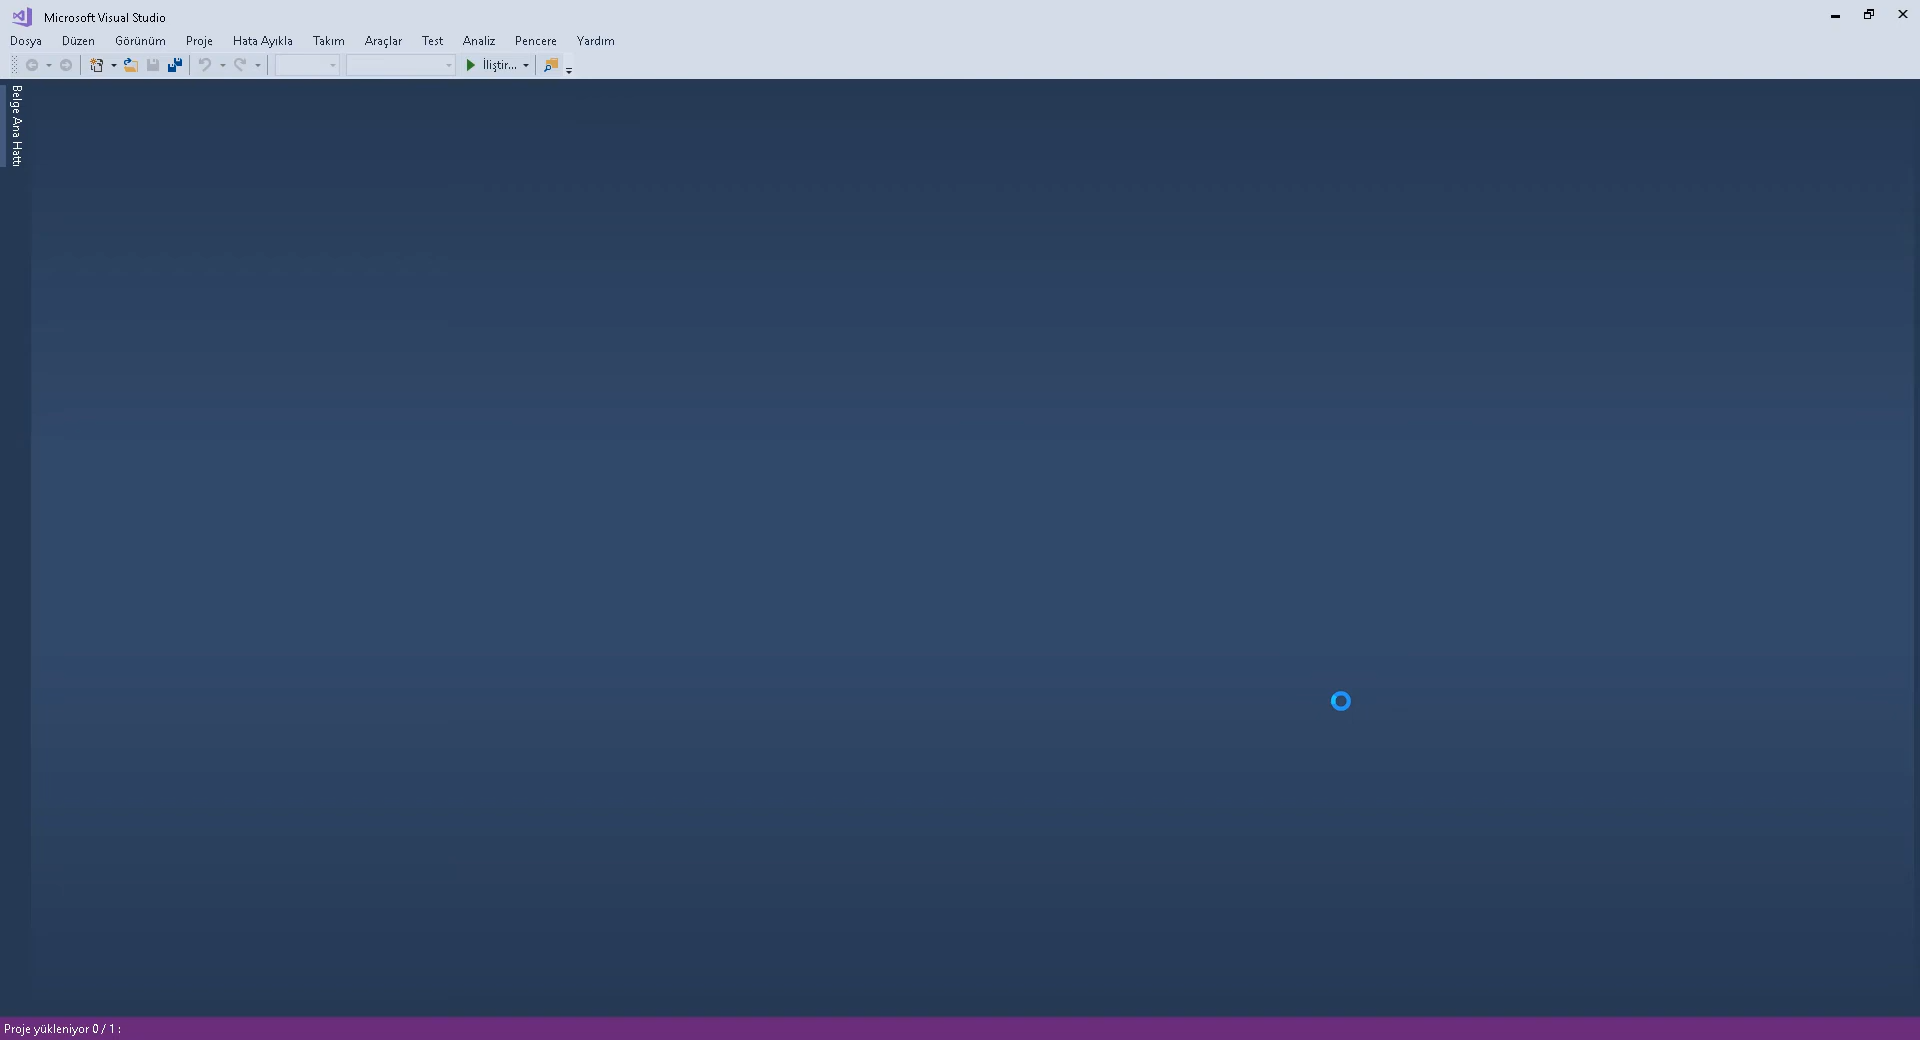 Microsoft Visual Studio
Dosya Düzen Görünüm Proje Hata Ayıkla Takım Araçlar Test Analiz Pencere Yardım
İliştir...
Belge Ana Hattı
Proje yükleniyor 0 / 1 :